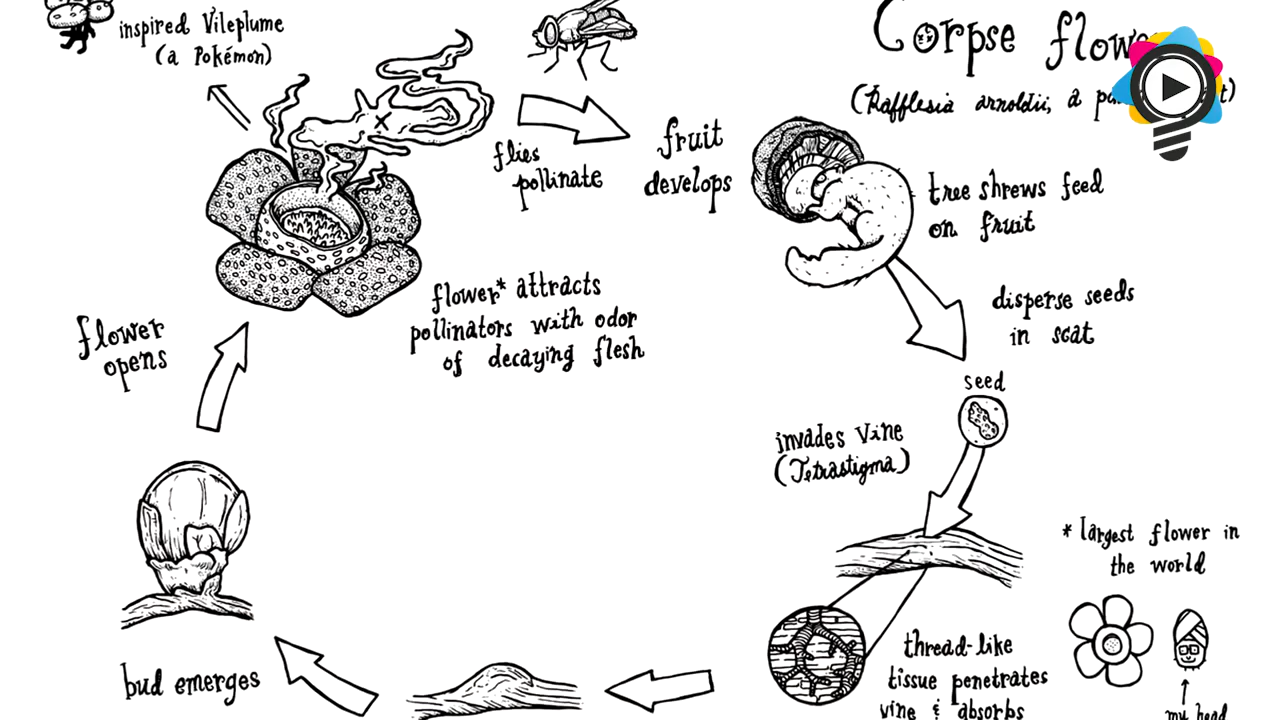 inspired Vileplume
(a Pokémon)
Corpse
(Rafflesia arnoldii, a
flies
pollinate
fruit
develops
tree shrews feed
on fruit
flower* attracts
pollinators with odor
of decaying flesh
disperse seeds
in scat
flower
opens
seed
invades Vine
(Tetrastigma)
* largest flower in
the world
thread-like
tissue penetrates
vine & absorbs
bud emerges
my head